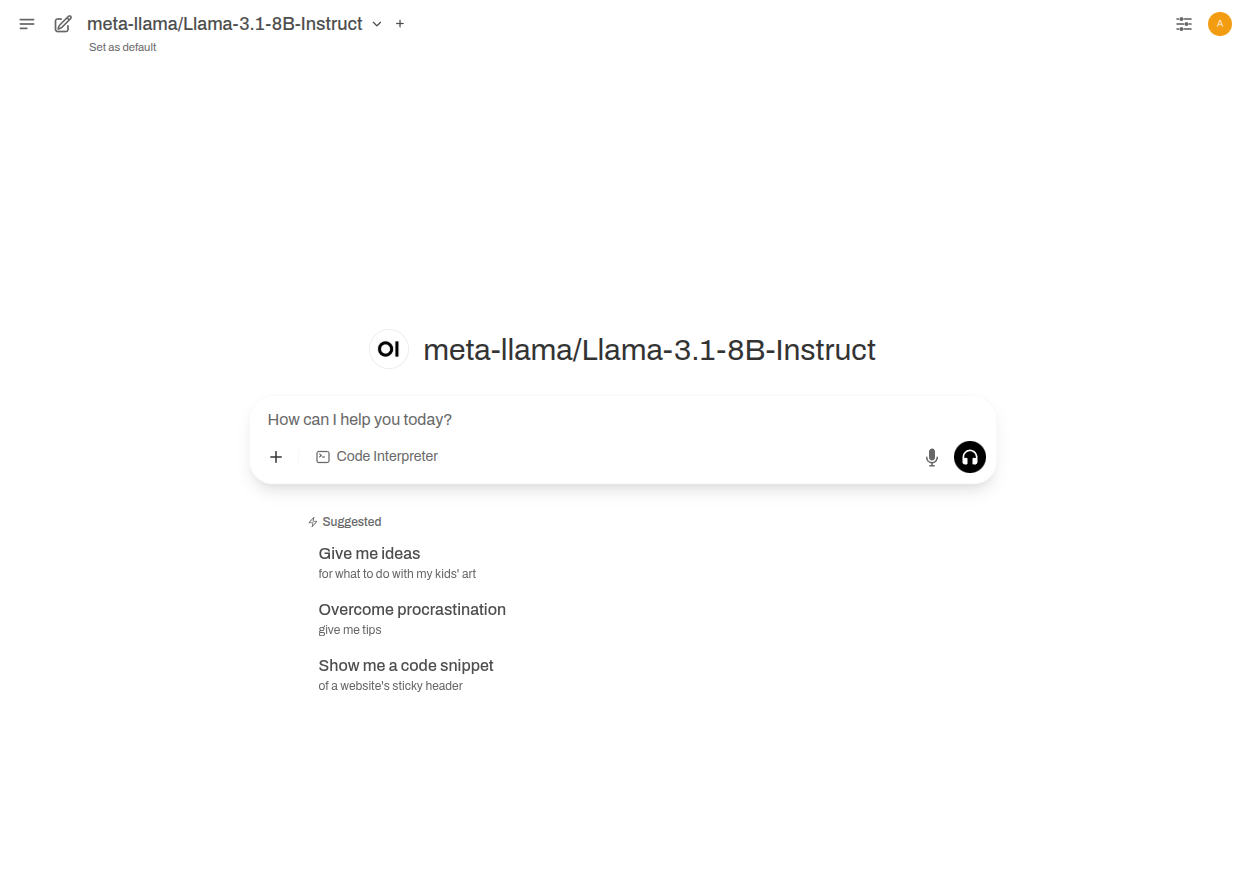 meta-llama/Llama-3.1-8B-Instruct
Set as default
A
OI meta-llama/Llama-3.1-8B-Instruct
How can I help you today?
Code Interpreter
Suggested
Give me ideas
for what to do with my kids' art
Overcome procrastination
give me tips
Show me a code snippet
of a website's sticky header